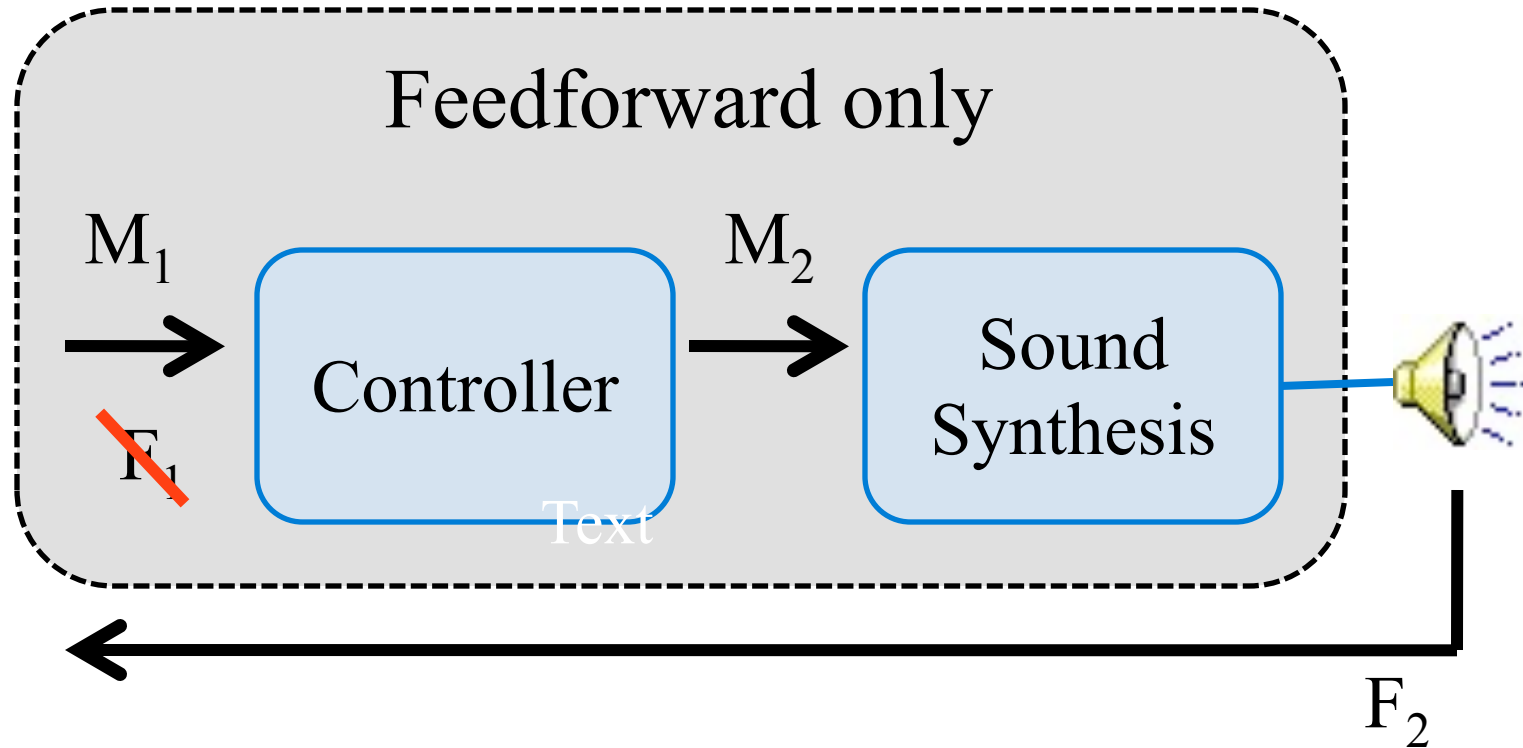 Feedforward only
M₁
M₂
Controller
Sound
Synthesis
F₁
Text
F₂